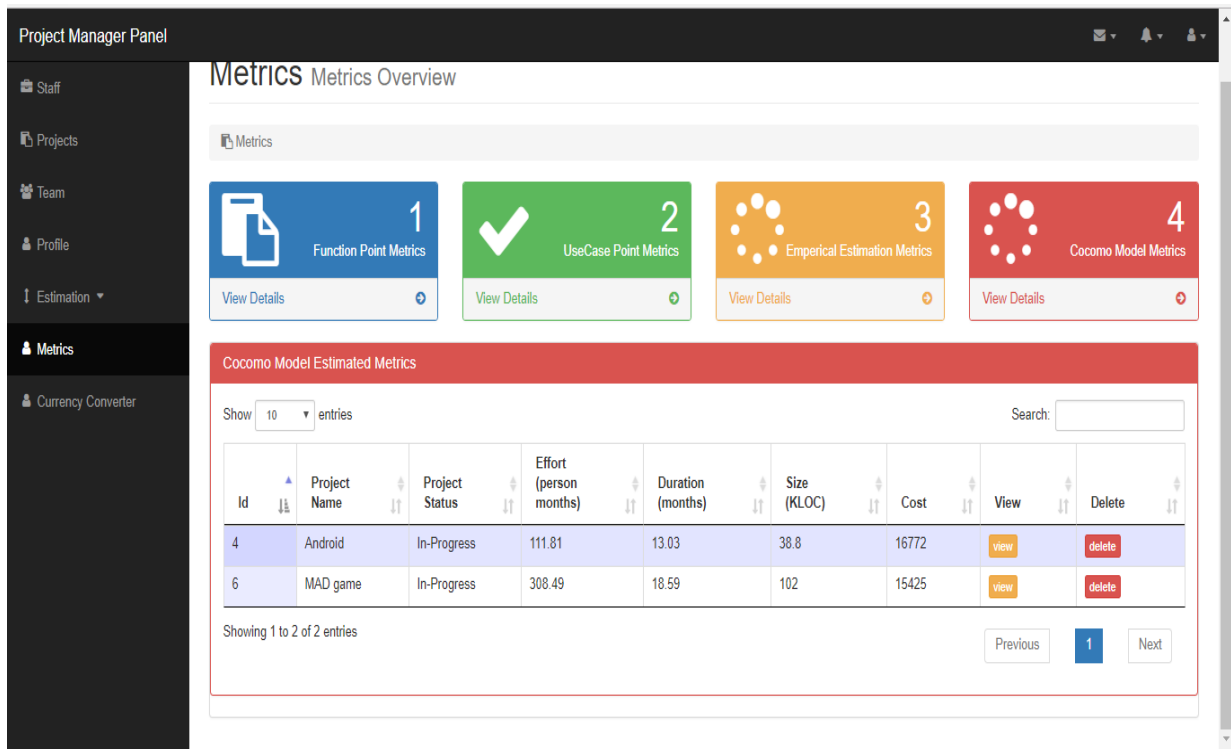 Project Manager Panel
Staff
Projects
Team
Profile
Estimation
Metrics
Currency Converter
Metrics Metrics Overview
Metrics
1
Function Point Metrics
View Details
2
UseCase Point Metrics
View Details
3
Emperical Estimation Metrics
View Details
4
Cocomo Model Metrics
View Details
Cocomo Model Estimated Metrics
Show 10 entries Search:
Id Project Name Project Status Effort (person months) Duration (months) Size (KLOC) Cost View Delete
4 Android In-Progress 111.81 13.03 38.8 16772 view delete
6 MAD game In-Progress 308.49 18.59 102 15425 view delete
Showing 1 to 2 of 2 entries
Previous 1 Next